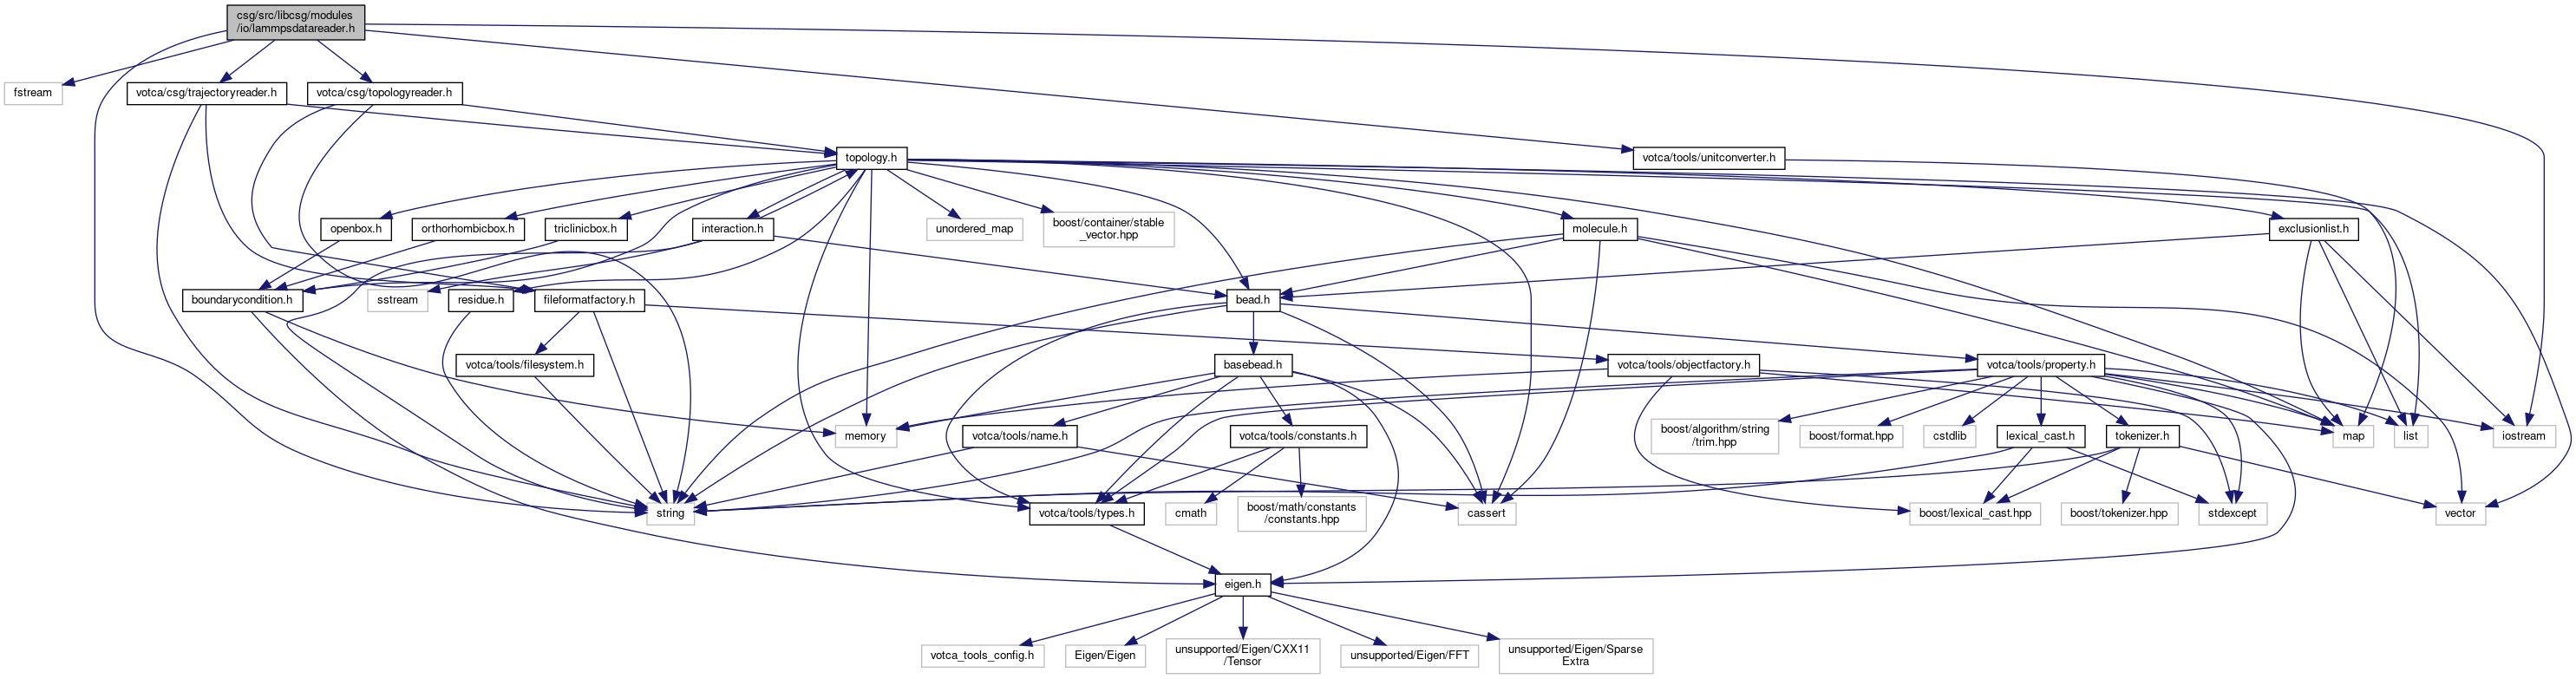 csg/src/libcsg/modules
/io/lammpsdatareader.h
fstream
votca/csg/trajectoryreader.h
votca/csg/topologyreader.h
topology.h
votca/tools/unitconverter.h
openbox.h
orthorhombicbox.h
triclinicbox.h
interaction.h
unordered_map
boost/container/stable
_vector.hpp
molecule.h
exclusionlist.h
boundarycondition.h
sstream
residue.h
fileformatfactory.h
bead.h
votca/tools/filesystem.h
basebead.h
votca/tools/objectfactory.h
votca/tools/property.h
memory
votca/tools/name.h
votca/tools/constants.h
boost/algorithm/string
/trim.hpp
boost/format.hpp
cstdlib
lexical_cast.h
tokenizer.h
map
list
iostream
string
votca/tools/types.h
cmath
boost/math/constants
/constants.hpp
cassert
boost/lexical_cast.hpp
boost/tokenizer.hpp
stdexcept
vector
eigen.h
votca_tools_config.h
Eigen/Eigen
unsupported/Eigen/CXX11
/Tensor
unsupported/Eigen/FFT
unsupported/Eigen/Sparse
Extra